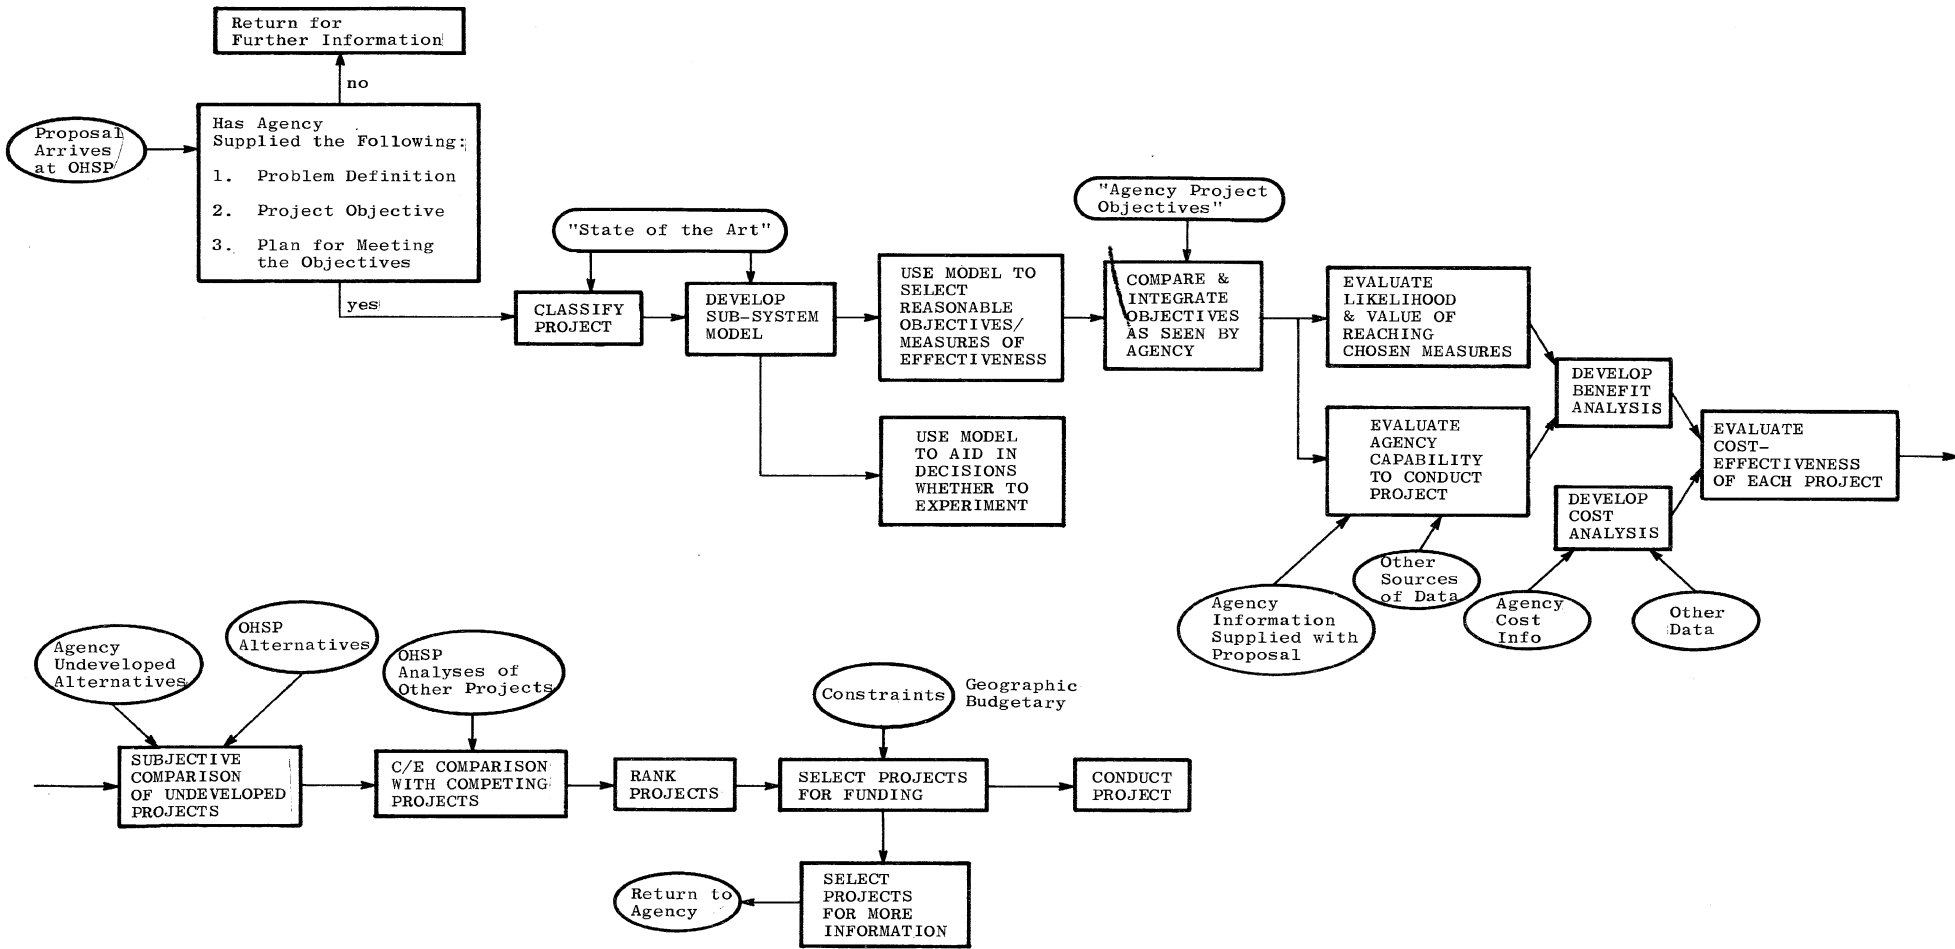 Return for
Further Information
no
Proposal
Arrives
at OHSP
Has Agency
Supplied the Following:
1. Problem Definition
2. Project Objective
3. Plan for Meeting
the Objectives
yes
"State of the Art"
CLASSIFY
PROJECT
DEVELOP
SUB-SYSTEM
MODEL
USE MODEL TO
SELECT
REASONABLE
OBJECTIVES/
MEASURES OF
EFFECTIVENESS
USE MODEL
TO AID IN
DECISIONS
WHETHER TO
EXPERIMENT
"Agency Project
Objectives"
COMPARE &
INTEGRATE
OBJECTIVES
AS SEEN BY
AGENCY
EVALUATE
LIKELIHOOD
& VALUE OF
REACHING
CHOSEN MEASURES
EVALUATE
AGENCY
CAPABILITY
TO CONDUCT
PROJECT
DEVELOP
BENEFIT
ANALYSIS
DEVELOP
COST
ANALYSIS
EVALUATE
COST-
EFFECTIVENESS
OF EACH PROJECT
Agency
Information
Supplied with
Proposal
Other
Sources
of Data
Agency
Cost
Info
Other
Data
Agency
Undeveloped
Alternatives
OHSP
Alternatives
OHSP
Analyses of
Other Projects
Constraints
Geographic
Budgetary
SUBJECTIVE
COMPARISON
OF UNDEVELOPED
PROJECTS
C/E COMPARISON
WITH COMPETING
PROJECTS
RANK
PROJECTS
SELECT PROJECTS
FOR FUNDING
CONDUCT
PROJECT
SELECT
PROJECTS
FOR MORE
INFORMATION
Return to
Agency